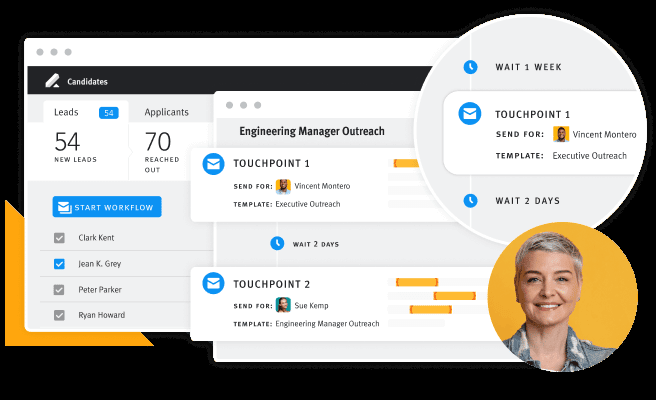 Candidates
Leads 54
Applicants
54
NEW LEADS
70
REACHED
OUT
START WORKFLOW
Clark Kent
Jean K. Grey
Peter Parker
Ryan Howard
Engineering Manager Outreach
TOUCHPOINT 1
SEND FOR: Vincent Montero
TEMPLATE: Executive Outreach
WAIT 2 DAYS
TOUCHPOINT 2
SEND FOR: Sue Kemp
TEMPLATE: Engineering Manager Outreach
WAIT 1 WEEK
TOUCHPOINT 1
SEND FOR: Vincent Montero
TEMPLATE: Executive Outreach
WAIT 2 DAYS